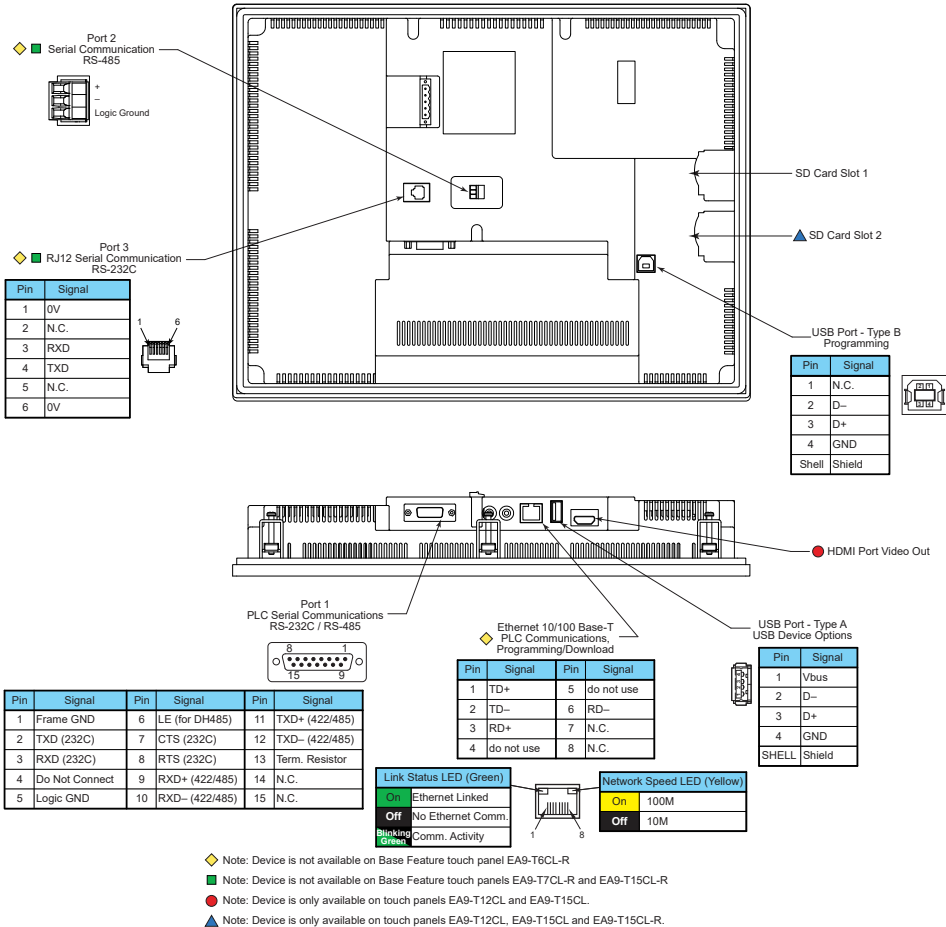 Port 2
Serial Communication
RS-485
+
–
Logic Ground
SD Card Slot 1
SD Card Slot 2
Port 3
RJ12 Serial Communication
RS-232C
Pin Signal
1 0V
2 N.C.
3 RXD
4 TXD
5 N.C.
6 0V
1 6
USB Port - Type B
Programming
Pin Signal
1 N.C.
2 D–
3 D+
4 GND
Shell Shield
2 1
3 4
HDMI Port Video Out
Port 1
PLC Serial Communications
RS-232C / RS-485
8 1
15 9
Pin Signal Pin Signal Pin Signal
1 Frame GND 6 LE (for DH485) 11 TXD+ (422/485)
2 TXD (232C) 7 CTS (232C) 12 TXD– (422/485)
3 RXD (232C) 8 RTS (232C) 13 Term. Resistor
4 Do Not Connect 9 RXD+ (422/485) 14 N.C.
5 Logic GND 10 RXD– (422/485) 15 N.C.
Ethernet 10/100 Base-T
PLC Communications,
Programming/Download
Pin Signal Pin Signal
1 TD+ 5 do not use
2 TD– 6 RD–
3 RD+ 7 N.C.
4 do not use 8 N.C.
USB Port - Type A
USB Device Options
Pin Signal
1 Vbus
2 D–
3 D+
4 GND
SHELL Shield
Link Status LED (Green)
On Ethernet Linked
Off No Ethernet Comm.
Blinking Green Comm. Activity
1 8
Network Speed LED (Yellow)
On 100M
Off 10M
Note: Device is not available on Base Feature touch panel EA9-T6CL-R
Note: Device is not available on Base Feature touch panels EA9-T7CL-R and EA9-T15CL-R
Note: Device is only available on touch panels EA9-T12CL and EA9-T15CL.
Note: Device is only available on touch panels EA9-T12CL, EA9-T15CL and EA9-T15CL-R.